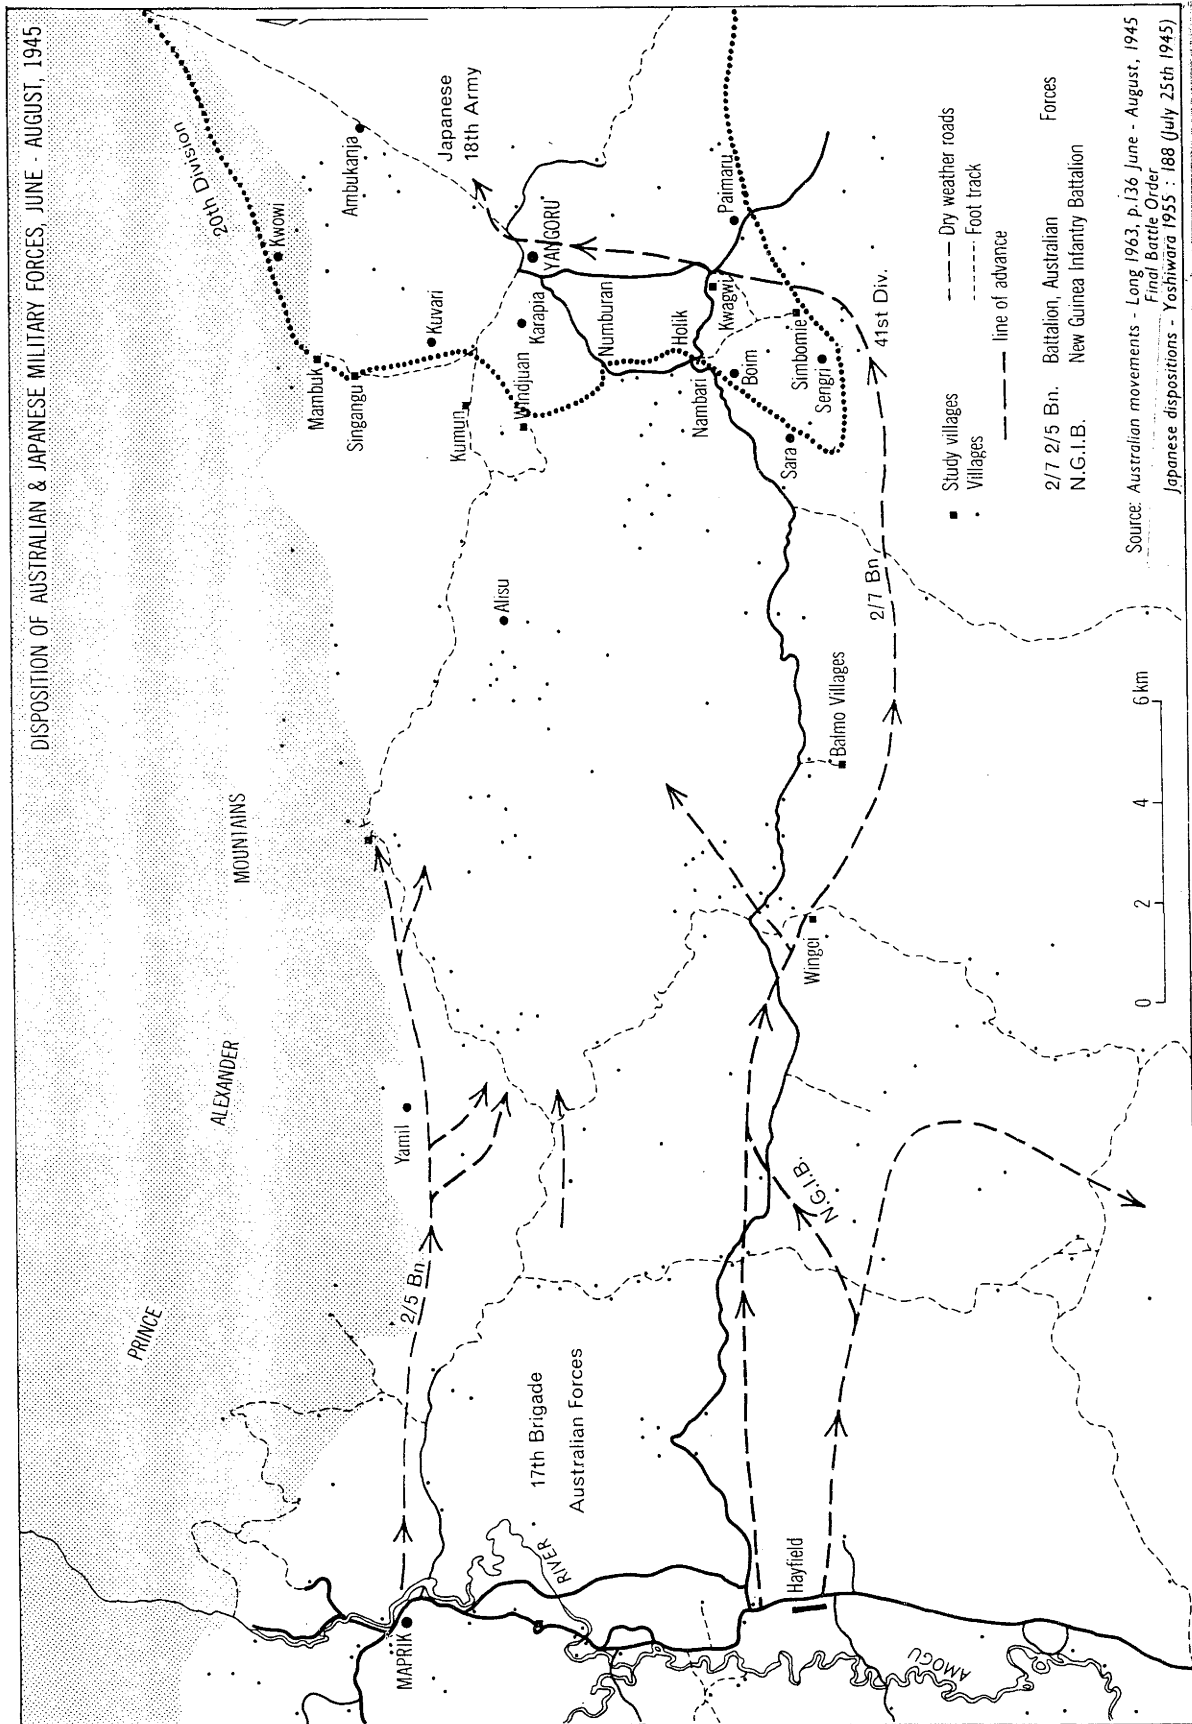 DISPOSITION OF AUSTRALIAN & JAPANESE MILITARY FORCES, JUNE - AUGUST, 1945
PRINCE
ALEXANDER
MOUNTAINS
20th Division
Kwowi
Ambukanja
Japanese
18th Army
Mambuk
Singangu
Kuvari
Kumun
Karapia
YANGORU
Windjuan
Numburan
Holik
Nambari
Kwagwi
Paimaru
Boim
Simbomie
Sengri
Sara
41st Div.
Alisu
2/7 Bn
Balmo Villages
Wingei
Yamil
2/5 Bn.
N.G.I.B.
17th Brigade
Australian Forces
MAPRIK
RIVER
Hayfield
AMOGU
Study villages
Villages
Dry weather roads
Foot track
line of advance
2/7 2/5 Bn. Battalion, Australian Forces
N.G.I.B. New Guinea Infantry Battalion
0 2 4 6 km
Source: Australian movements - Long 1963, p.136 June - August, 1945
Final Battle Order
Japanese dispositions - Yoshiwara 1955 : 188 (July 25th 1945)